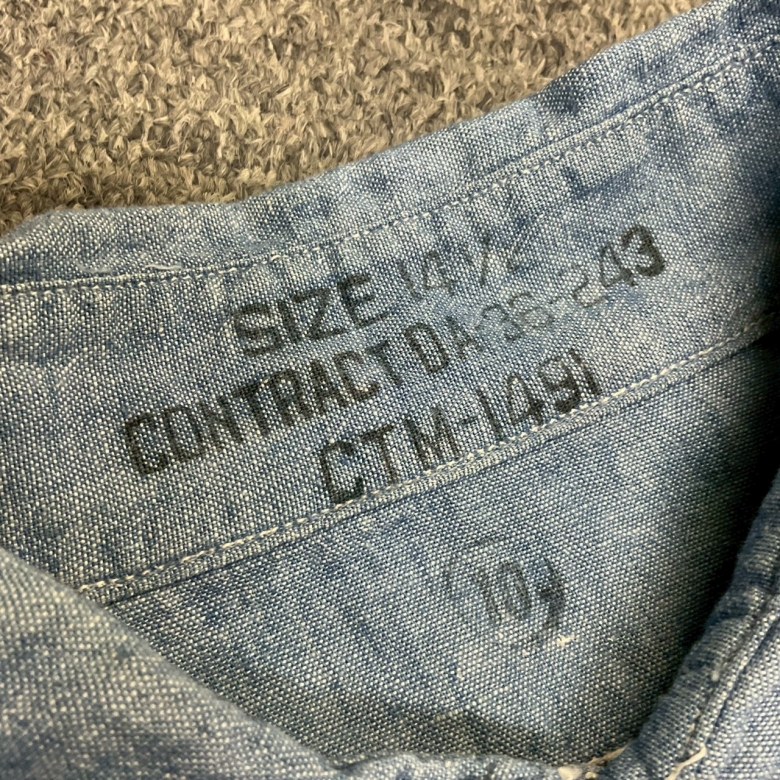 SIZE 14 1/2
CONTRACT DA-36-243
CTM-1491
10